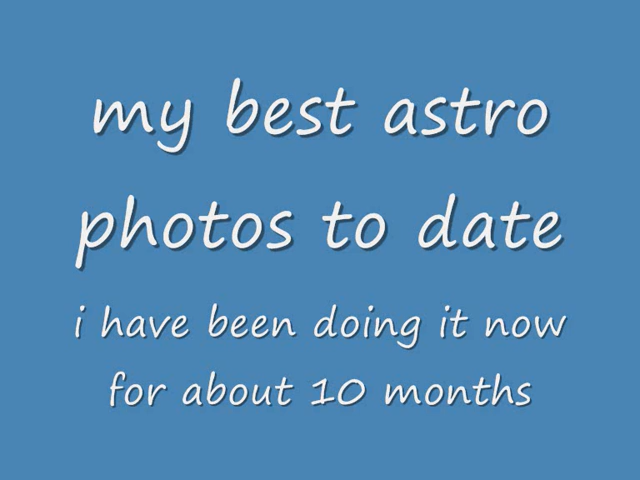 my best astro
photos to date
i have been doing it now
for about 10 months